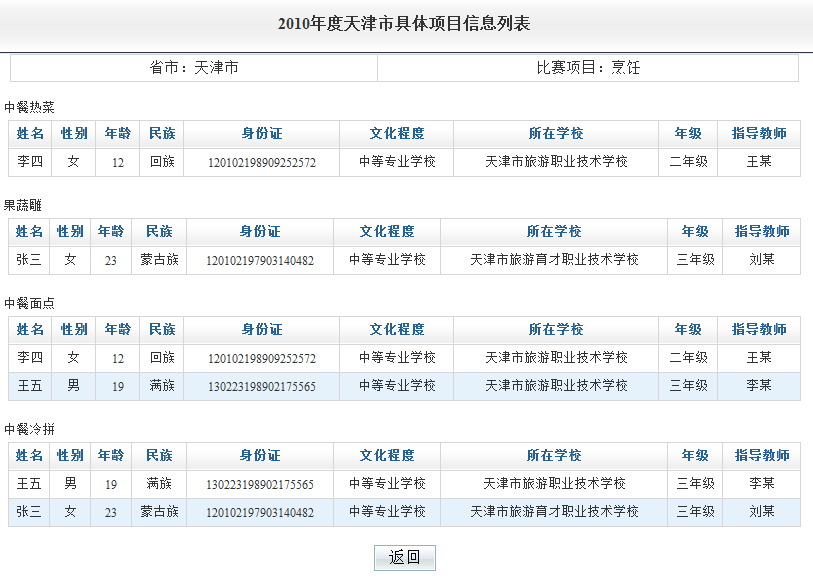 2010年度天津市具体项目信息列表
省市：天津市 比赛项目：烹饪
中餐热菜
姓名 性别 年龄 民族 身份证 文化程度 所在学校 年级 指导教师
李四 女 12 回族 120102198909252572 中等专业学校 天津市旅游职业技术学校 二年级 王某
果蔬雕
姓名 性别 年龄 民族 身份证 文化程度 所在学校 年级 指导教师
张三 女 23 蒙古族 120102197903140482 中等专业学校 天津市旅游育才职业技术学校 三年级 刘某
中餐面点
姓名 性别 年龄 民族 身份证 文化程度 所在学校 年级 指导教师
李四 女 12 回族 120102198909252572 中等专业学校 天津市旅游职业技术学校 二年级 王某
王五 男 19 满族 130223198902175565 中等专业学校 天津市旅游职业技术学校 三年级 李某
中餐冷拼
姓名 性别 年龄 民族 身份证 文化程度 所在学校 年级 指导教师
王五 男 19 满族 130223198902175565 中等专业学校 天津市旅游职业技术学校 三年级 李某
张三 女 23 蒙古族 120102197903140482 中等专业学校 天津市旅游育才职业技术学校 三年级 刘某
返回